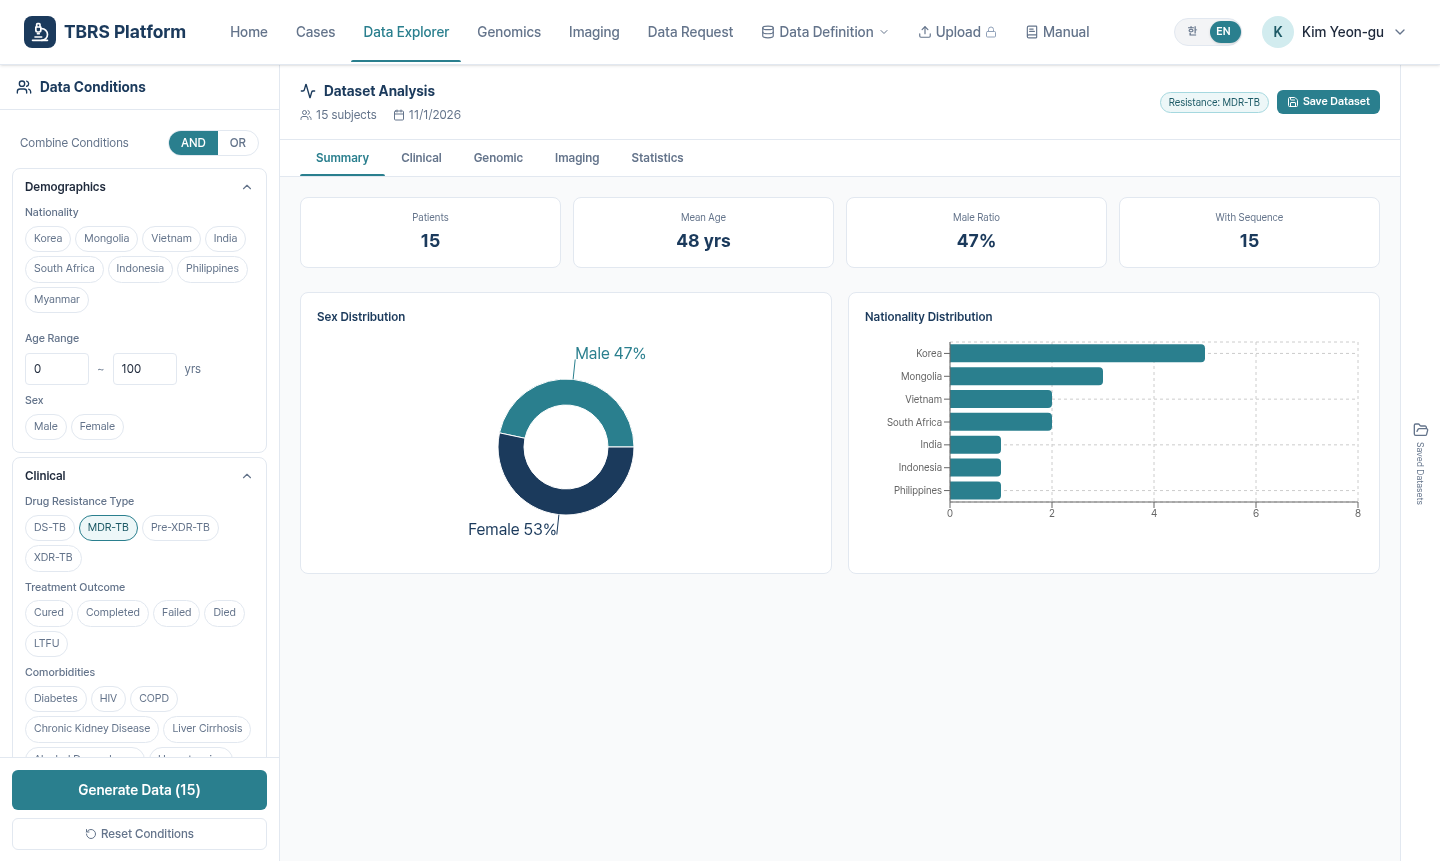 TBRS Platform
Home
Cases
Data Explorer
Genomics
Imaging
Data Request
Data Definition
Upload
Manual
한
EN
K
Kim Yeon-gu
Data Conditions
Combine Conditions
AND
OR
Demographics
Nationality
Korea
Mongolia
Vietnam
India
South Africa
Indonesia
Philippines
Myanmar
Age Range
0
~
100
yrs
Sex
Male
Female
Clinical
Drug Resistance Type
DS-TB
MDR-TB
Pre-XDR-TB
XDR-TB
Treatment Outcome
Cured
Completed
Failed
Died
LTFU
Comorbidities
Diabetes
HIV
COPD
Chronic Kidney Disease
Liver Cirrhosis
Generate Data (15)
Reset Conditions
Dataset Analysis
15 subjects
11/1/2026
Resistance: MDR-TB
Save Dataset
Summary
Clinical
Genomic
Imaging
Statistics
Patients
15
Mean Age
48 yrs
Male Ratio
47%
With Sequence
15
Sex Distribution
Male 47%
Female 53%
Nationality Distribution
Korea
Mongolia
Vietnam
South Africa
India
Indonesia
Philippines
0
2
4
6
8
Saved Datasets